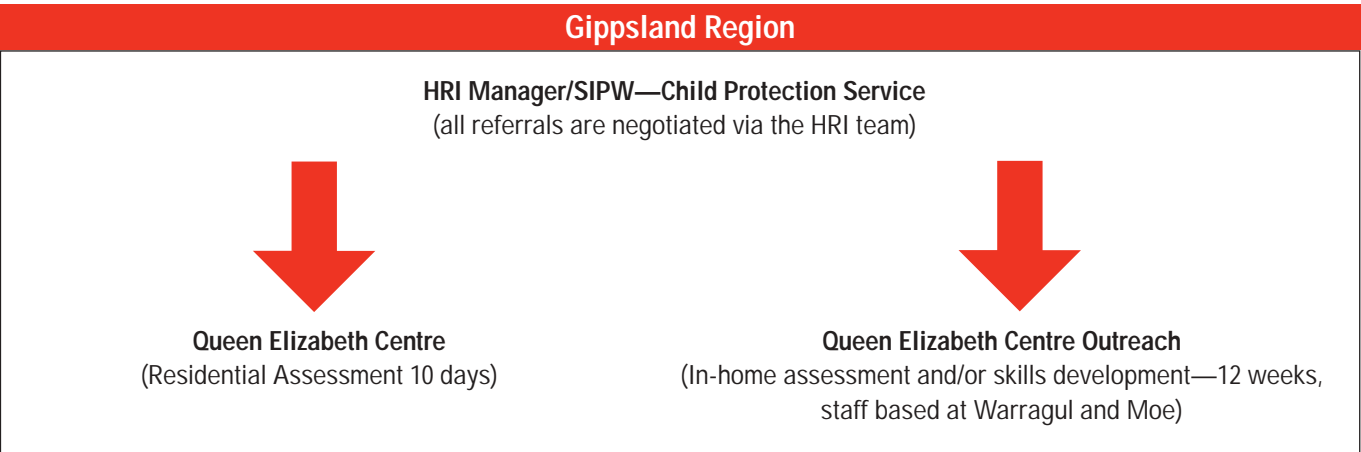 Gippsland Region
HRI Manager/SIPW—Child Protection Service
(all referrals are negotiated via the HRI team)
Queen Elizabeth Centre
(Residential Assessment 10 days)
Queen Elizabeth Centre Outreach
(In-home assessment and/or skills development—12 weeks,
staff based at Warragul and Moe)